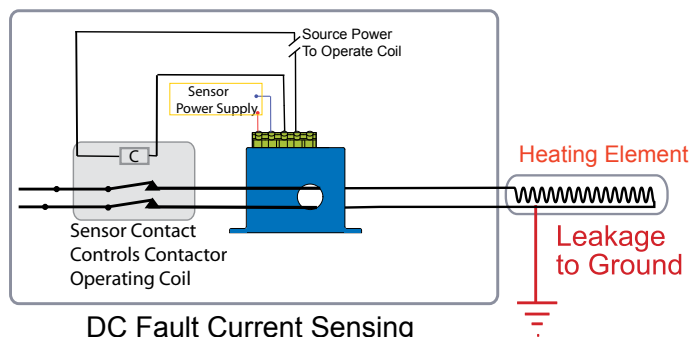 Source Power
To Operate Coil
Sensor
Power Supply
C
Heating Element
Sensor Contact
Controls Contactor
Operating Coil
Leakage
to Ground
DC Fault Current Sensing